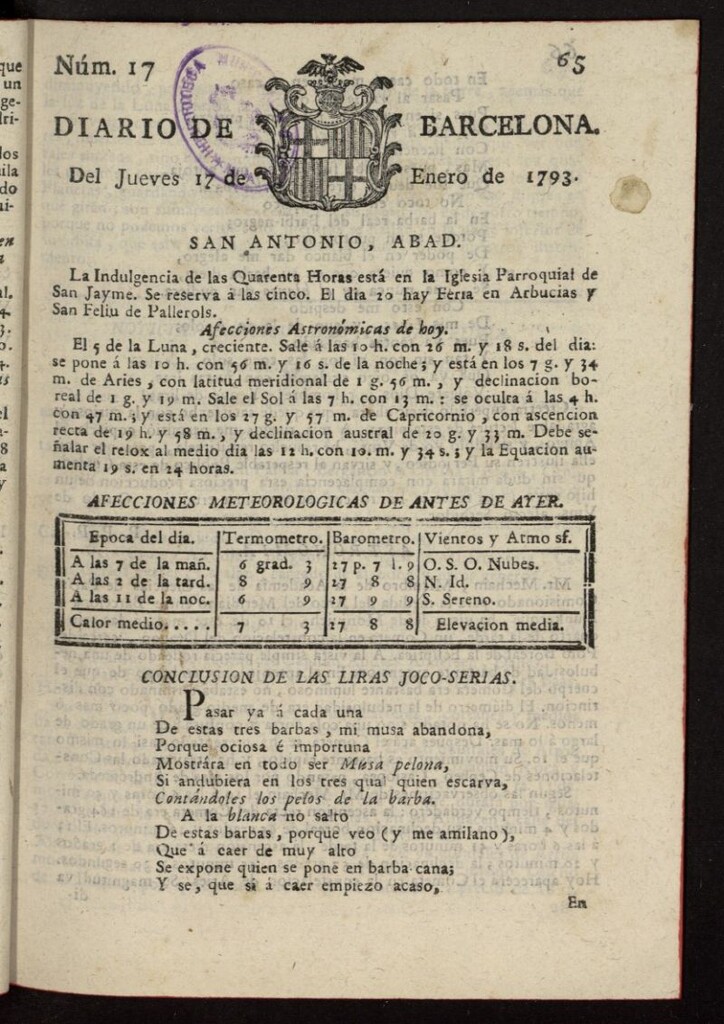 Núm. 17 65
DIARIO DE BARCELONA.
Del Jueves 17 de Enero de 1793.
SAN ANTONIO, ABAD.
La Indulgencia de las Quarenta Horas está en la Iglesia Parroquial de
San Jayme. Se reserva á las cinco. El dia 20 hay Feria en Arbucias y
San Feliu de Pallerols.
Afecciones Astronómicas de hoy.
El 5 de la Luna, creciente. Sale á las 10 h. con 26 m. y 18 s. del dia:
se pone á las 10 h. con 56 m. y 16 s. de la noche; y está en los 7 g. y 34
m. de Aries, con latitud meridional de 1 g. 56 m., y declinacion bo-
real de 1 g. y 19 m. Sale el Sol á las 7 h. con 13 m.: se oculta á las 4 h.
con 47 m.; y está en los 27 g. y 57 m. de Capricornio, con ascencion
recta de 19 h. y 58 m., y declinacion austral de 20 g. y 33 m. Debe se-
ñalar el relox al medio dia las 12 h. con 10. m. y 34 s.; y la Equacion au-
menta 19 s. en 24 horas.
AFECCIONES METEOROLOGICAS DE ANTES DE AYER.
Epoca del dia. Termometro. Barometro. Vientos y Atmosf.
A las 7 de la mañ. 6 grad. 3 27 p. 7 l. 9 O. S. O. Nubes.
A las 2 de la tard. 8 9 27 8 8 N. Id.
A las 11 de la noc. 6 9 27 9 9 S. Sereno.
Calor medio..... 7 3 27 8 8 Elevacion media.
CONCLUSION DE LAS LIRAS JOCO-SERIAS.
Pasar ya á cada una
De estas tres barbas, mi musa abandona,
Porque ociosa é importuna
Mostrára en todo ser Musa pelona,
Si andubiera en los tres qual quien escarva,
Contándoles los pelos de la barba.
A la blanca no salto
De estas barbas, porque veo (y me amilano),
Que á caer de muy alto
Se expone quien se pone en barba cana;
Y se, que si á caer empiezo acaso,
En
que
un
ge-
dri-
los
ila
do
ui-
en
a